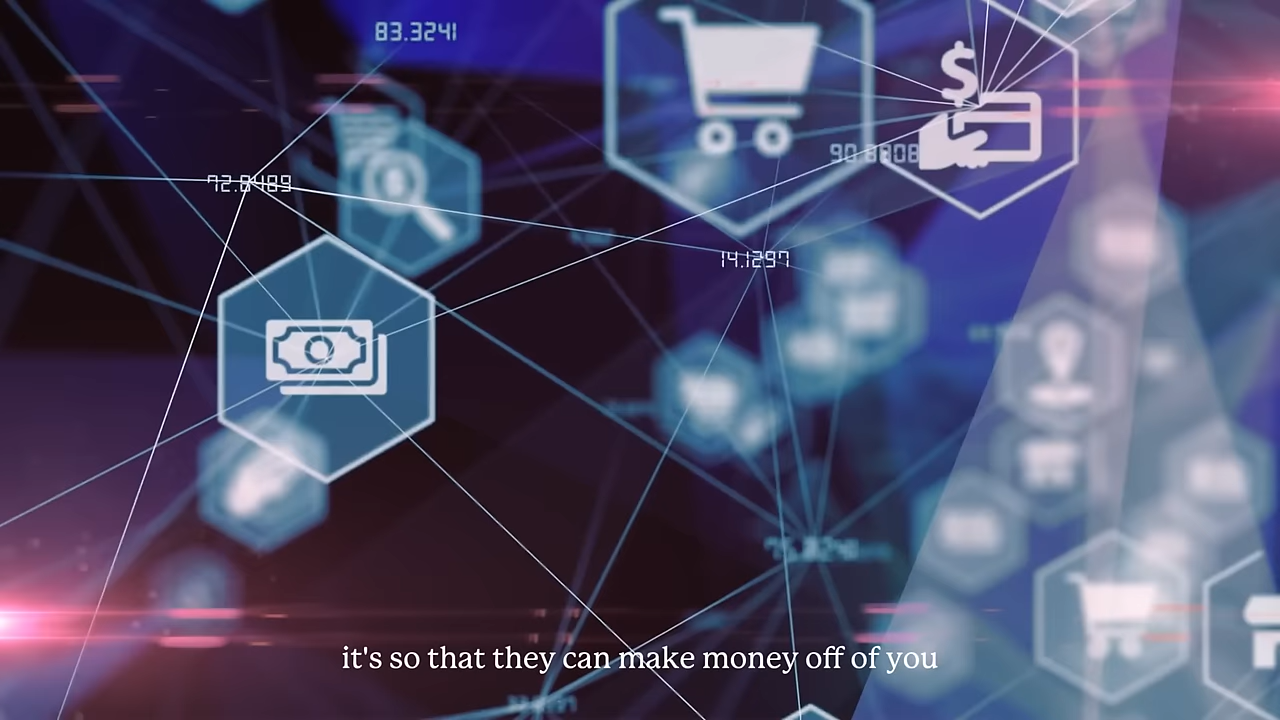 83.3241
72.8489
14.1297
it's so that they can make money off of you